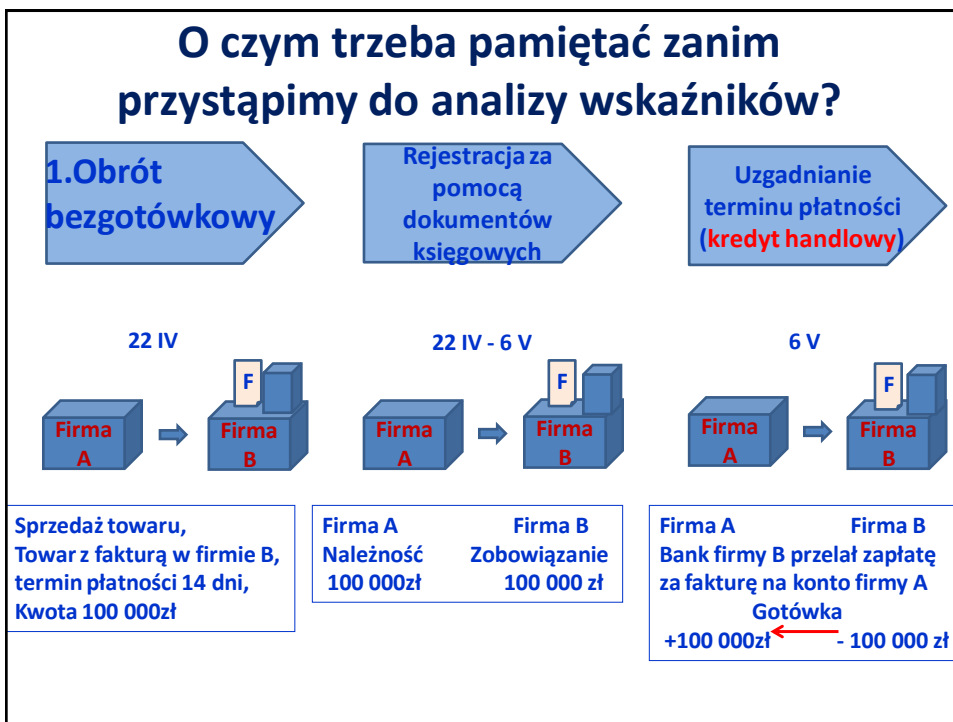 O czym trzeba pamiętać zanim
przystąpimy do analizy wskaźników?
1.Obrót
bezgotówkowy
Rejestracja za
pomocą
dokumentów
księgowych
Uzgadnianie
terminu płatności
(kredyt handlowy)
22 IV
22 IV - 6 V
6 V
F
Firma
A
Firma
B
F
Firma
A
Firma
B
F
Firma
A
Firma
B
Sprzedaż towaru,
Towar z fakturą w firmie B,
termin płatności 14 dni,
Kwota 100 000zł
Firma A Firma B
Należność Zobowiązanie
100 000zł 100 000 zł
Firma A Firma B
Bank firmy B przelał zapłatę
za fakturę na konto firmy A
Gotówka
+100 000zł - 100 000 zł